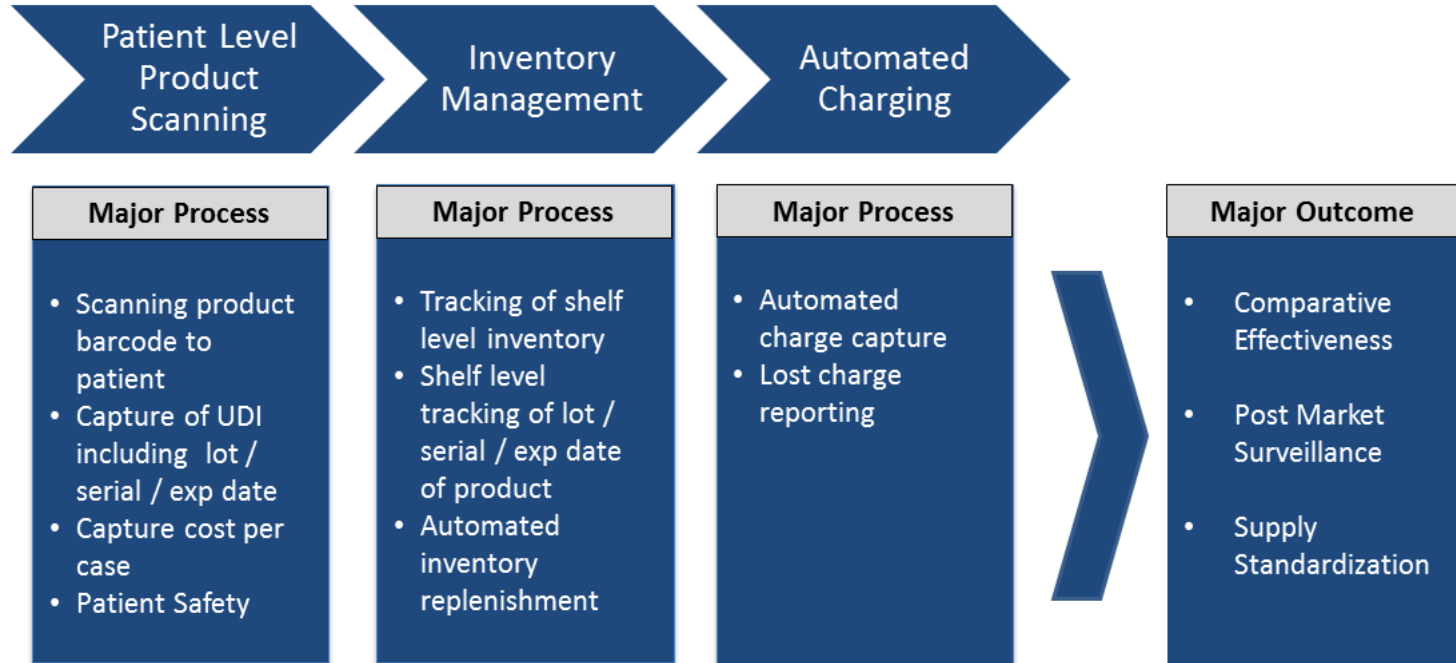 Patient Level
Product
Scanning
Inventory
Management
Automated
Charging
Major Process
• Scanning product
barcode to
patient
• Capture of UDI
including lot /
serial / exp date
• Capture cost per
case
• Patient Safety
Major Process
• Tracking of shelf
level inventory
• Shelf level
tracking of lot /
serial / exp date
of product
• Automated
inventory
replenishment
Major Process
• Automated
charge capture
• Lost charge
reporting
Major Outcome
• Comparative
Effectiveness
• Post Market
Surveillance
• Supply
Standardization